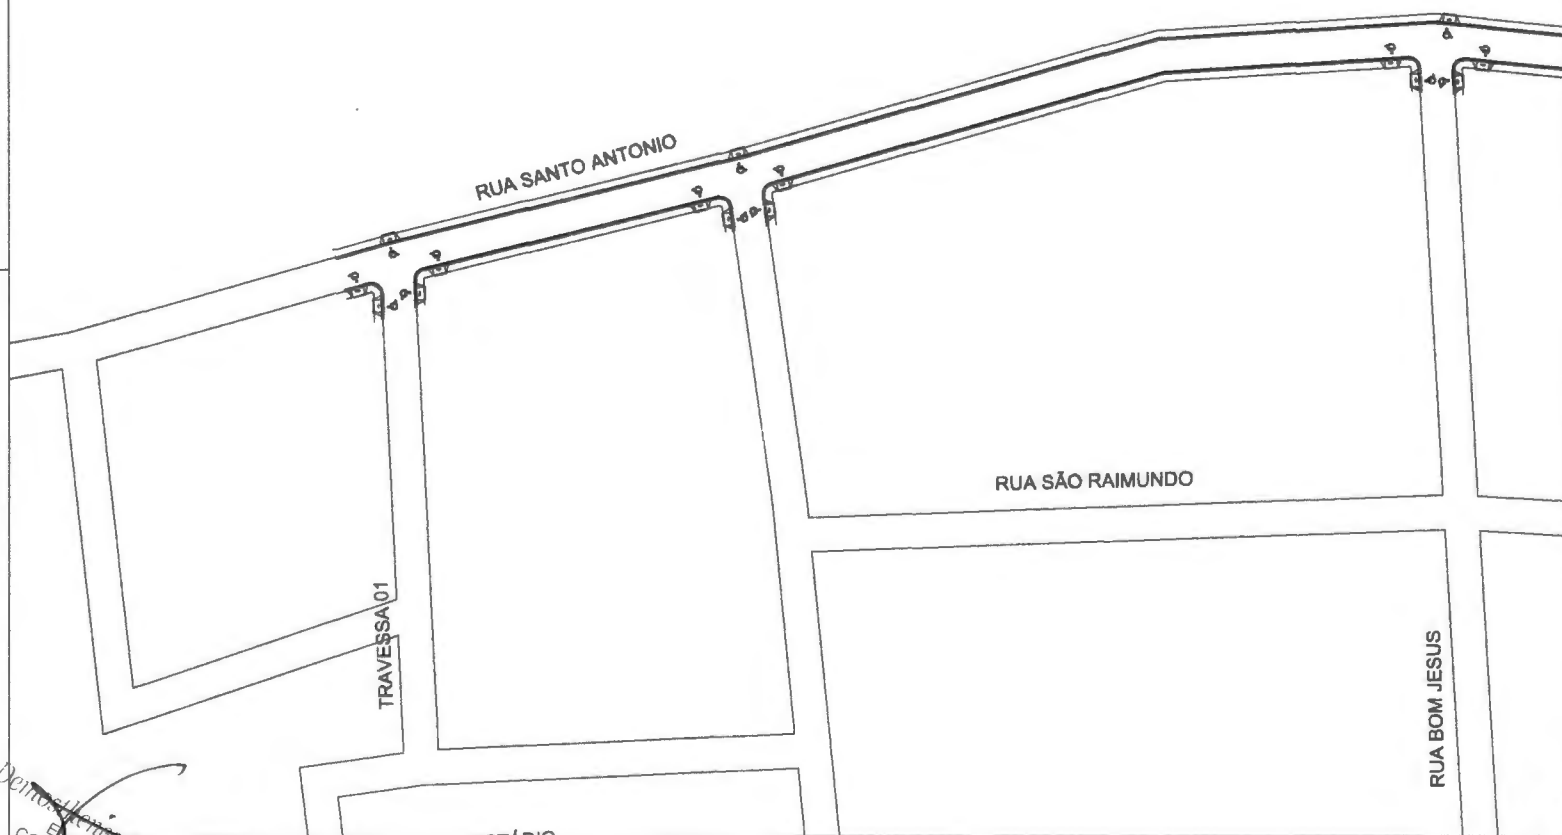 RUA SANTO ANTONIO
RUA SÃO RAIMUNDO
TRAVESSA 01
RUA BOM JESUS